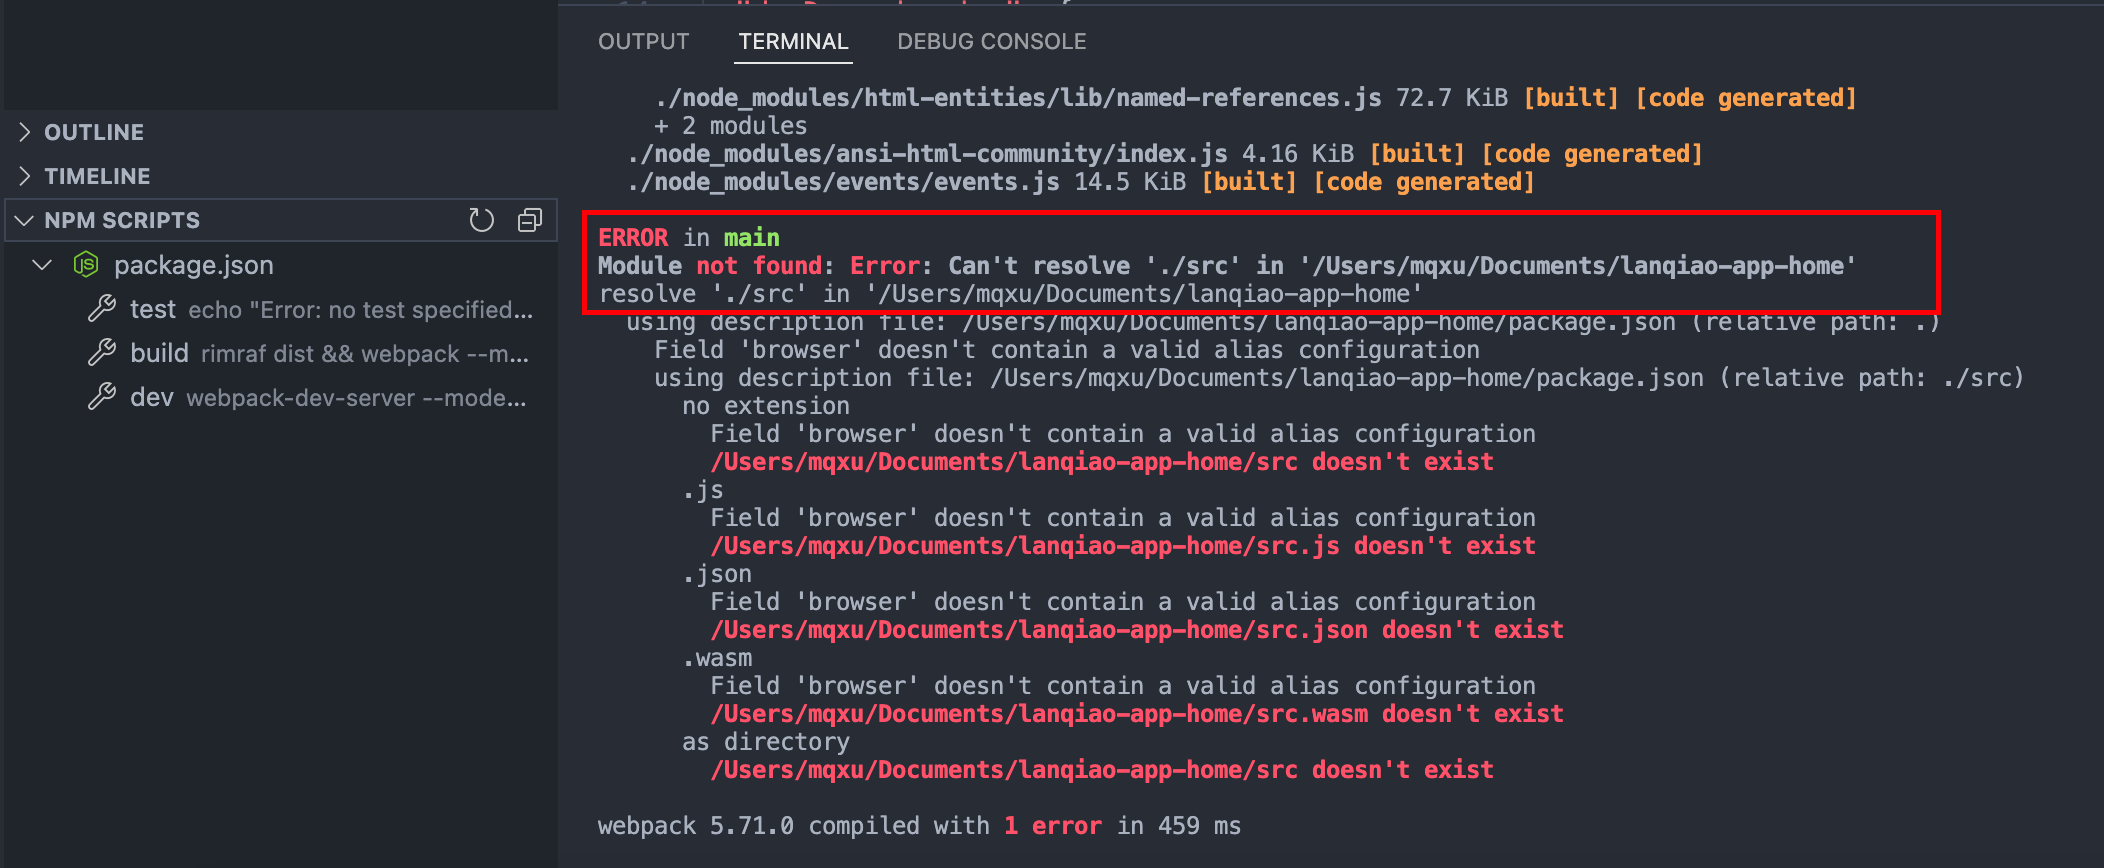 OUTLINE
TIMELINE
NPM SCRIPTS
package.json
test echo "Error: no test specified...
build rimraf dist && webpack --m...
dev webpack-dev-server --mode...
OUTPUT TERMINAL DEBUG CONSOLE
./node_modules/html-entities/lib/named-references.js 72.7 KiB [built] [code generated]
+ 2 modules
./node_modules/ansi-html-community/index.js 4.16 KiB [built] [code generated]
./node_modules/events/events.js 14.5 KiB [built] [code generated]
ERROR in main
Module not found: Error: Can't resolve './src' in '/Users/mqxu/Documents/lanqiao-app-home'
resolve './src' in '/Users/mqxu/Documents/lanqiao-app-home'
using description file: /Users/mqxu/Documents/lanqiao-app-home/package.json (relative path: .)
Field 'browser' doesn't contain a valid alias configuration
using description file: /Users/mqxu/Documents/lanqiao-app-home/package.json (relative path: ./src)
no extension
Field 'browser' doesn't contain a valid alias configuration
/Users/mqxu/Documents/lanqiao-app-home/src doesn't exist
.js
Field 'browser' doesn't contain a valid alias configuration
/Users/mqxu/Documents/lanqiao-app-home/src.js doesn't exist
.json
Field 'browser' doesn't contain a valid alias configuration
/Users/mqxu/Documents/lanqiao-app-home/src.json doesn't exist
.wasm
Field 'browser' doesn't contain a valid alias configuration
/Users/mqxu/Documents/lanqiao-app-home/src.wasm doesn't exist
as directory
/Users/mqxu/Documents/lanqiao-app-home/src doesn't exist
webpack 5.71.0 compiled with 1 error in 459 ms